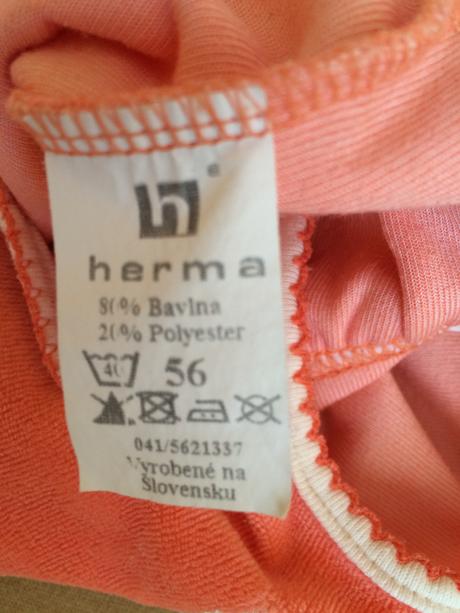 herma
80% Bavlna
20% Polyester
40 56
041/5621337
Vyrobené na
Slovensku